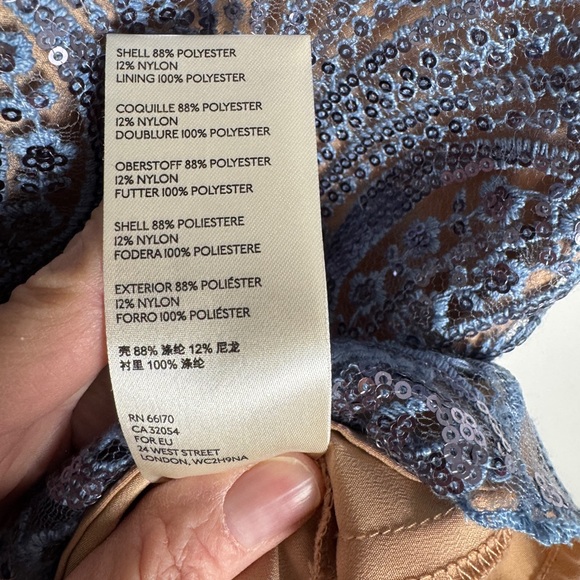 SHELL 88% POLYESTER
12% NYLON
LINING 100% POLYESTER
COQUILLE 88% POLYESTER
12% NYLON
DOUBLURE 100% POLYESTER
OBERSTOFF 88% POLYESTER
12% NYLON
FUTTER 100% POLYESTER
SHELL 88% POLIESTERE
12% NYLON
FODERA 100% POLIESTERE
EXTERIOR 88% POLIÉSTER
12% NYLON
FORRO 100% POLIÉSTER
壳 88% 涤纶 12% 尼龙
衬里 100% 涤纶
RN 66170
CA 32054
FOR EU
24 WEST STREET
LONDON, WC2H9NA